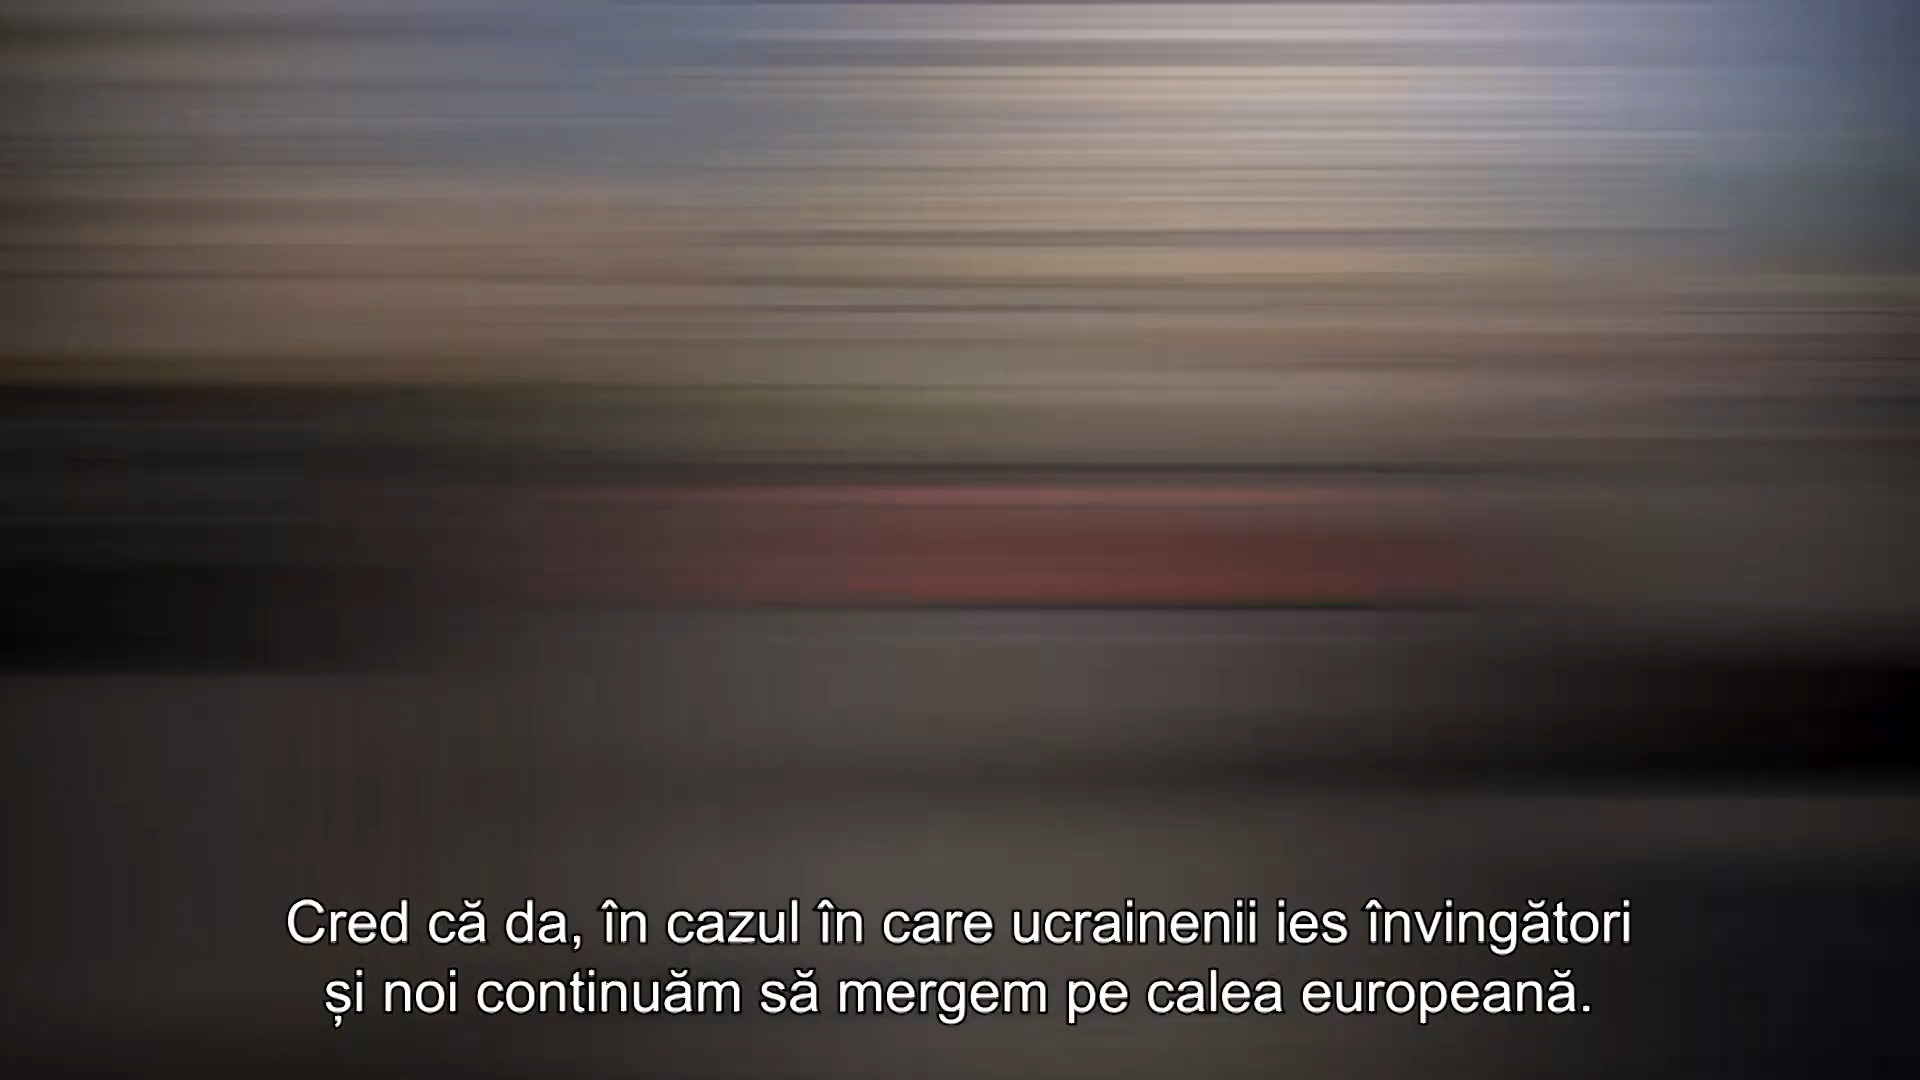 Cred că da, în cazul în care ucrainenii ies învingători
și noi continuăm să mergem pe calea europeană.